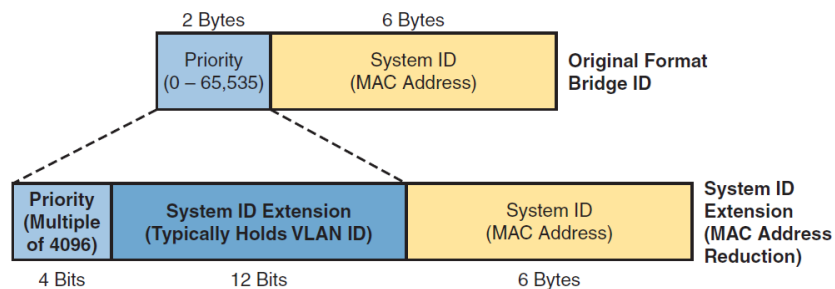 2 Bytes
6 Bytes
Priority
(0 – 65,535)
System ID
(MAC Address)
Original Format
Bridge ID
Priority
(Multiple
of 4096)
System ID Extension
(Typically Holds VLAN ID)
System ID
(MAC Address)
System ID
Extension
(MAC Address
Reduction)
4 Bits
12 Bits
6 Bytes